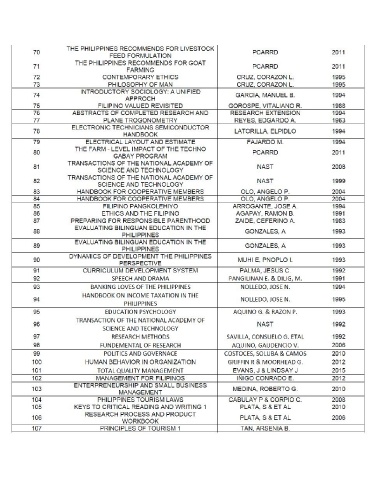 70 THE PHILIPPINES RECOMMENDS FOR LIVESTOCK FEED FORMULATION PCARRD 2011
71 THE PHILIPPINES RECOMMENDS FOR GOAT FARMING PCARRD 2011
72 CONTEMPORARY ETHICS CRUZ, CORAZON L. 1995
73 PHILOSOPHY OF MAN CRUZ, CORAZON L. 1995
74 INTRODUCTORY SOCIOLOGY: A UNIFIED APPROCH GARCIA, MANUEL B. 1994
75 FILIPINO VALUED REVISITED GOROSPE, VITALIANO R. 1988
76 ABSTRACTS OF COMPLETED RESEARCH AND RESEARCH EXTENSION 1994
77 PLANE TROGONOMETRY REYES, EDGARDO A. 1983
78 ELECTRONIC TECHNICIANS SEMICONDUCTOR HANDBOOK LATORILLA, ELPIDIO 1994
79 ELECTRICAL LAYOUT AND ESTIMATE FAJARDO M. 1994
80 THE FARM - LEVEL IMPACT OF THE TECHNO GABAY PROGRAM PCARRD 2011
81 TRANSACTIONS OF THE NATIONAL ACADEMY OF SCIENCE AND TECHNOLOGY NAST 2008
82 TRANSACTIONS OF THE NATIONAL ACADEMY OF SCIENCE AND TECHNOLOGY NAST 1999
83 HANDBOOK FOR COOPERATIVE MEMBERS OLO, ANGELO P. 2004
84 HANDBOOK FOR COOPERATIVE MEMBERS OLO, ANGELO P. 2004
85 FILIPINO PANGKOLEHIYO ARROGANTE, JOSE A. 1994
86 ETHICS AND THE FILIPINO AGAPAY, RAMON B. 1991
87 PREPARING FOR RESPONSIBLE PARENTHOOD ZAIDE, CEFERINO A. 1983
88 EVALUATING BILINGUAN EDUCATION IN THE PHILIPPINES GONZALES, A 1993
89 EVALUATING BILINGUAN EDUCATION IN THE PHILIPPINES GONZALES, A 1993
90 DYNAMICS OF DEVELOPMENT THE PHILIPPINES PERSPECTIVE MUHI E. PNOPLO I. 1993
91 CURRICULUM DEVELOPMENT SYSTEM PALMA, JESUS C 1992
92 SPEECH AND DRAMA PANGILINAN E. & DIUG, M. 1991
93 BANKING LOVES OF THE PHILIPPINES NOLLEDO, JOSE N. 1994
94 HANDBOOK ON INCOME TAXATION IN THE PHILIPPINES NOLLEDO, JOSE N. 1995
95 EDUCATION PSYCHOLOGY AQUINO G. & RAZON P. 1993
96 TRANSACTION OF THE NATIONAL ACADEMY OF SCIENCE AND TECHNOLOGY NAST 1992
97 RESEARCH METHODS SAVILLA, CONSUELO G. ETAL 1992
98 FUNDEMENTAL OF RESEARCH AQUINO, GAUDENCIO V. 2006
99 POLITICS AND GOVERNACE COSTOCES, SOLUBA & CAMOS 2010
100 HUMAN BEHAVIOR IN ORGANIZATION GRIFFIN R & MOORHEAD G. 2012
101 TOTAL QUALITY MANAGEMENT EVANS, J & LINDSAY J 2015
102 MANAGEMENT FOR FILIPINOS IÑIGO CONRADO E. 2012
103 ENTERPRENEURSHIP AND SMALL BUSINESS MANAGEMENT MEDINA, ROBERTO G. 2010
104 PHILIPPINES TOURISM LAWS CABULAY P & CORPIO C. 2008
105 KEYS TO CRITICAL READING AND WRITING 1 PLATA, S & ET AL 2010
106 RESEARCH PROCESS AND PRODUCT WORKBOOK PLATA, S & ET AL 2006
107 PRINCIPLES OF TOURISM 1 TAN, ARSENIA B.